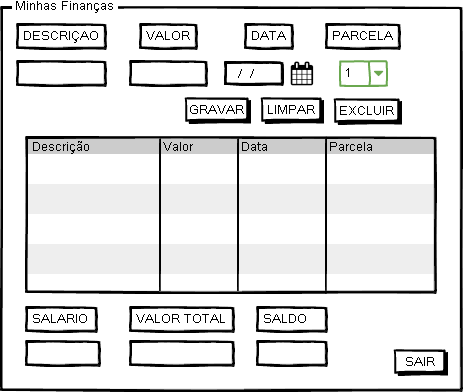 Minhas Finanças
DESCRIÇAO VALOR DATA PARCELA
/ / 1
GRAVAR LIMPAR EXCLUIR
Descrição Valor Data Parcela
SALARIO VALOR TOTAL SALDO
SAIR